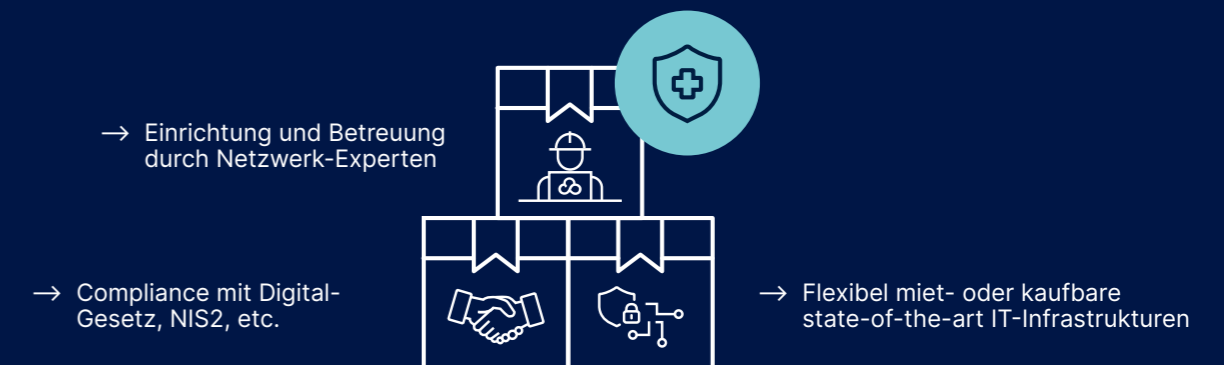 → Einrichtung und Betreuung
durch Netzwerk-Experten
→ Compliance mit Digital-
Gesetz, NIS2, etc.
→ Flexibel miet- oder kaufbare
state-of-the-art IT-Infrastrukturen